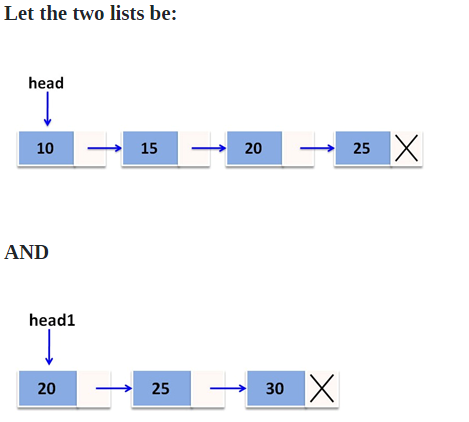 Let the two lists be:
head
10 15 20 25
AND
head1
20 25 30